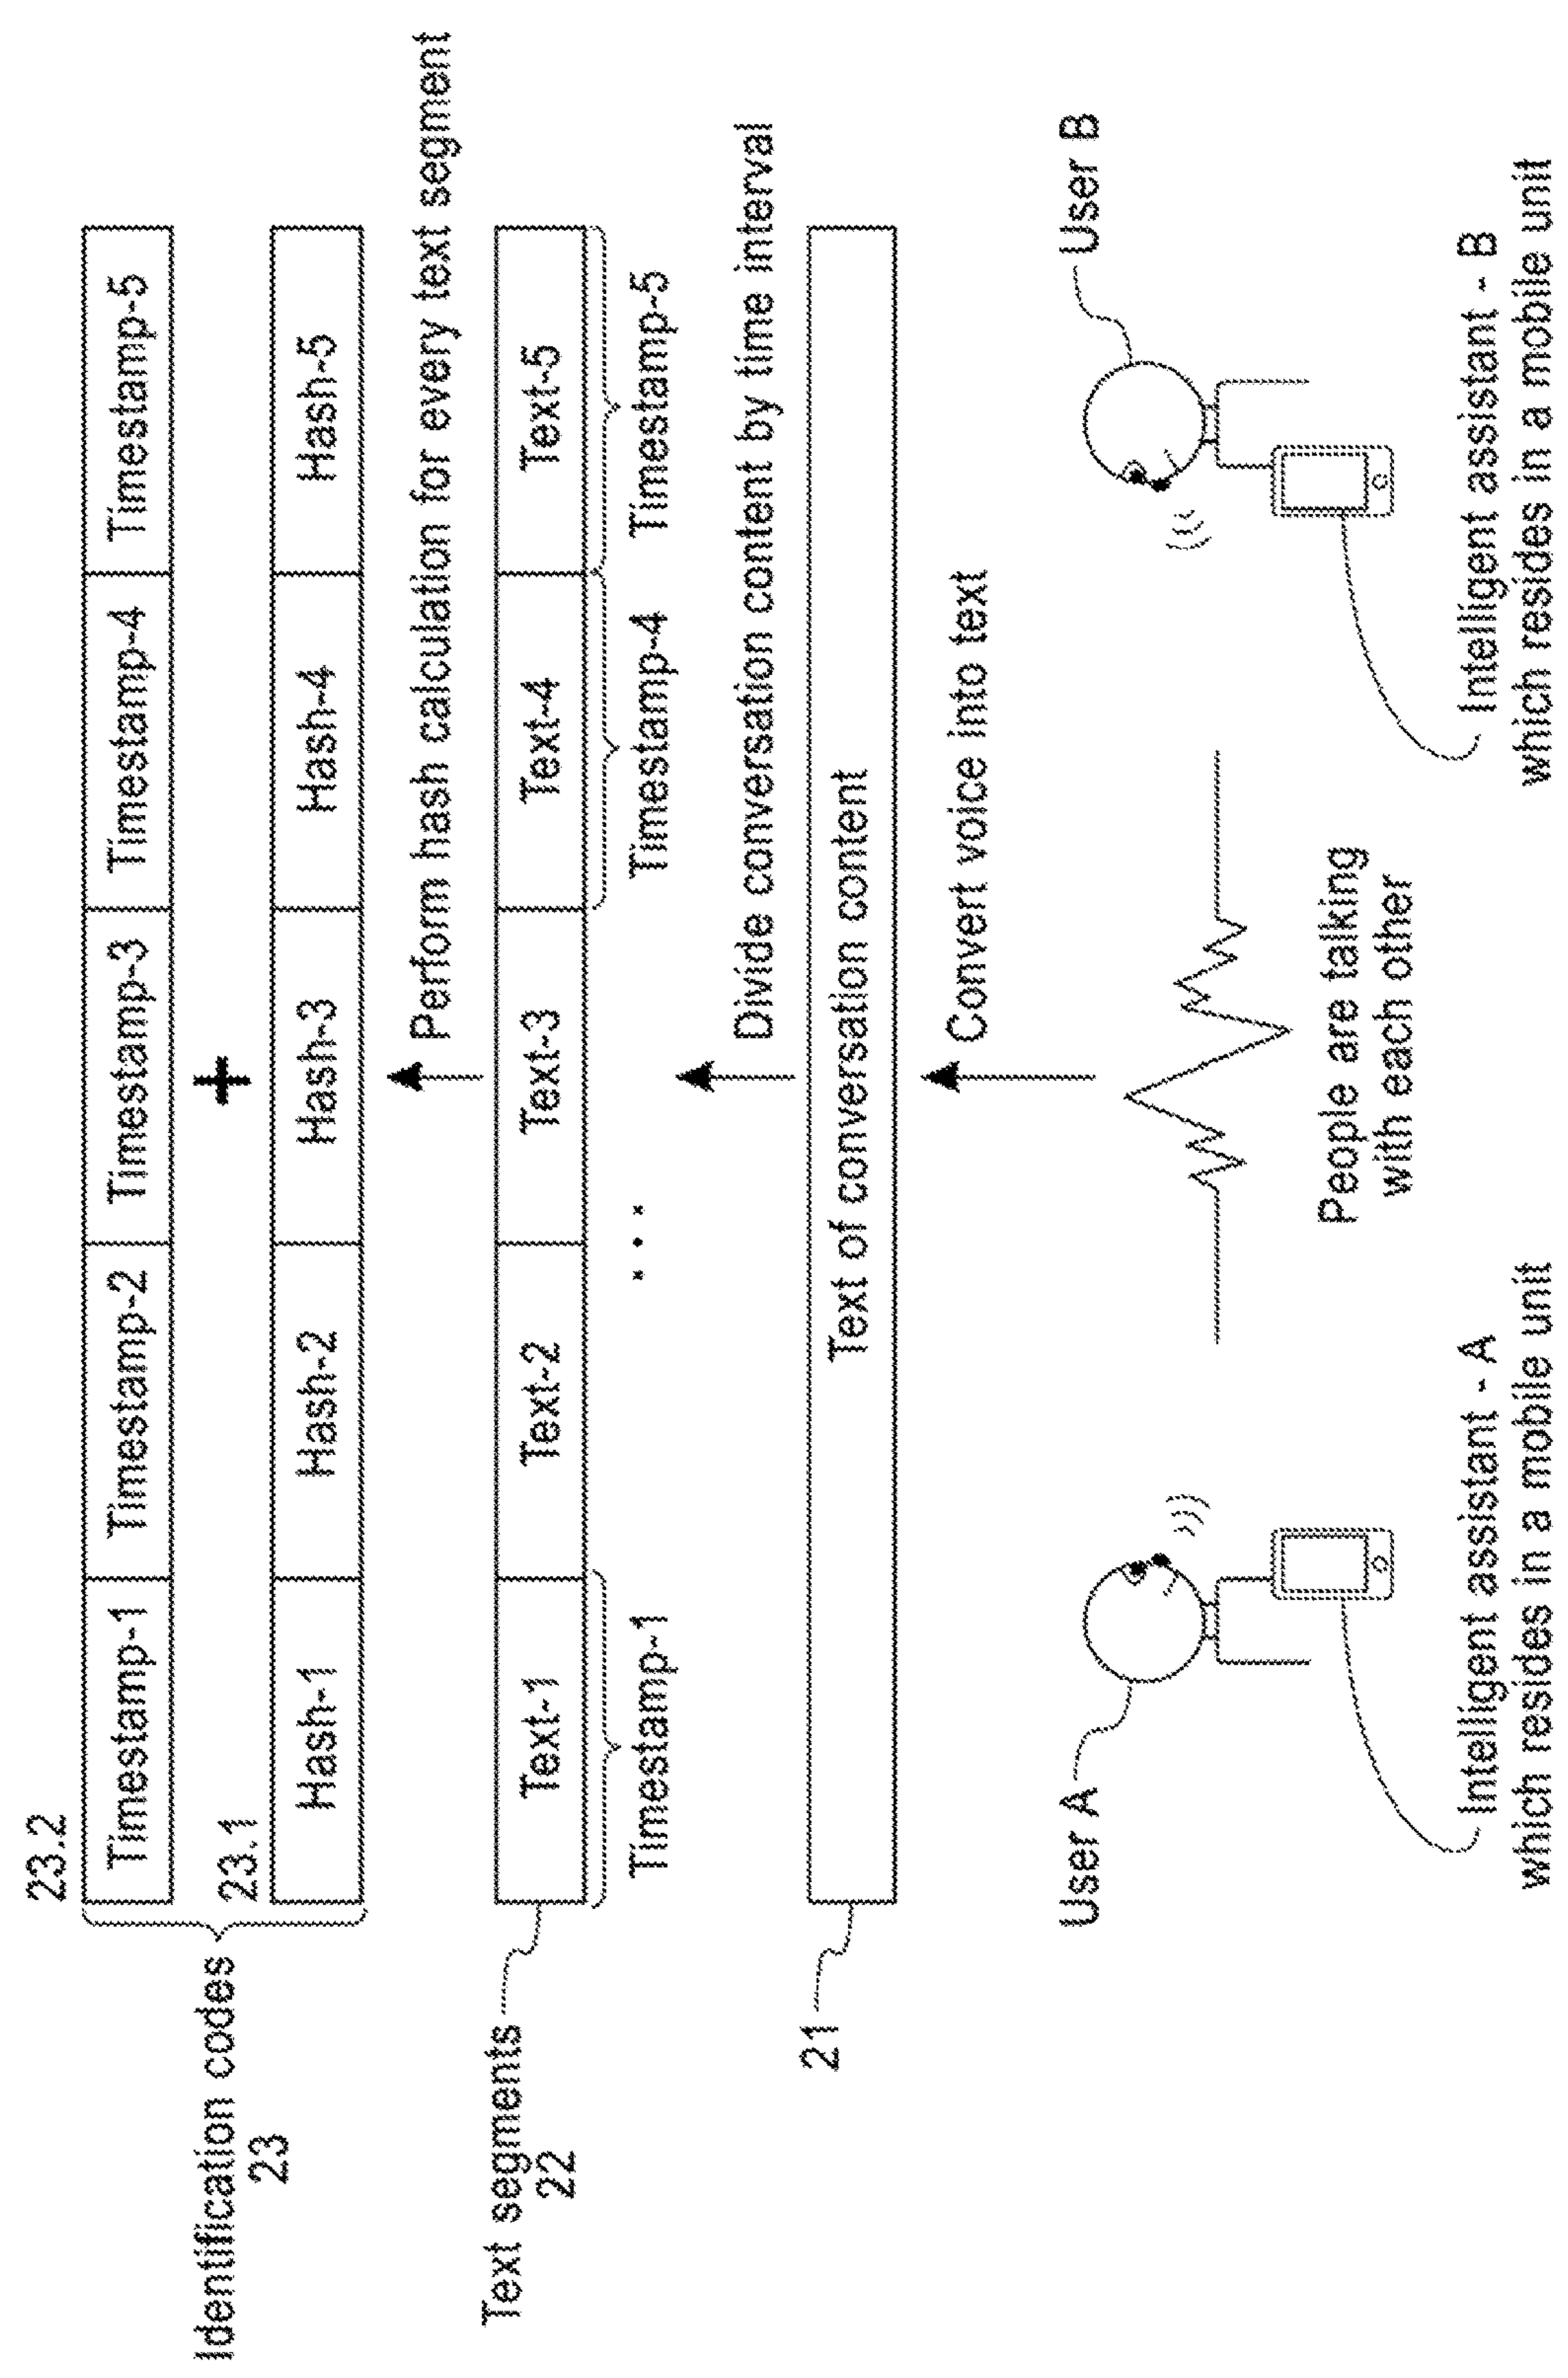 23.2
Timestamp-1 Timestamp-2 Timestamp-3 Timestamp-4 Timestamp-5
Identification codes
23
+
23.1
Hash-1 Hash-2 Hash-3 Hash-4 Hash-5
Perform hash calculation for every text segment
Text segments
22
Text-1 Text-2 Text-3 Text-4 Text-5
Timestamp-1 ... Timestamp-4 Timestamp-5
Divide conversation content by time interval
21
Text of conversation content
Convert voice into text
User A
User B
People are talking
with each other
Intelligent assistant - A
which resides in a mobile unit
Intelligent assistant - B
which resides in a mobile unit